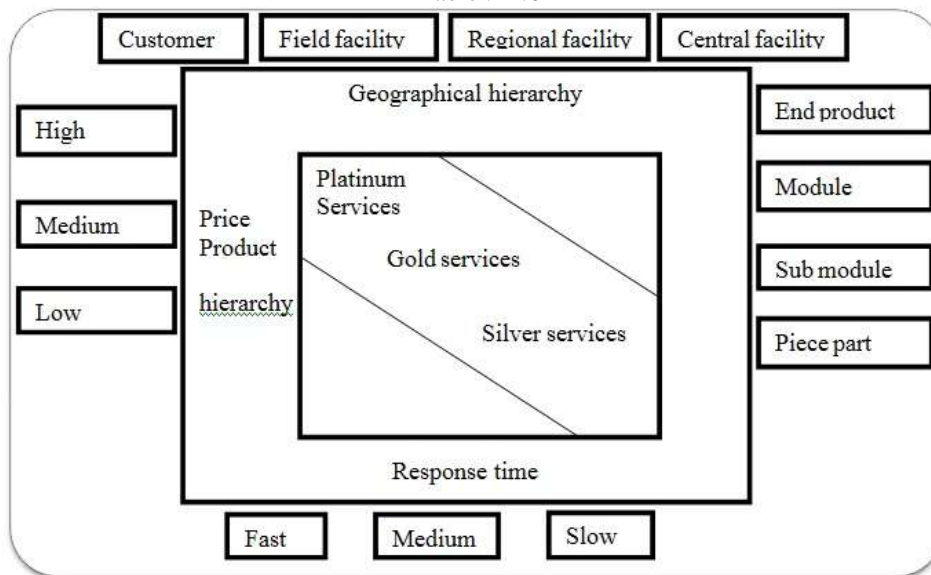 Customer
Field facility
Regional facility
Central facility
Geographical hierarchy
High
End product
Platinum
Services
Module
Medium
Price
Product
Gold services
Sub module
hierarchy
Low
Silver services
Piece part
Response time
Fast
Medium
Slow